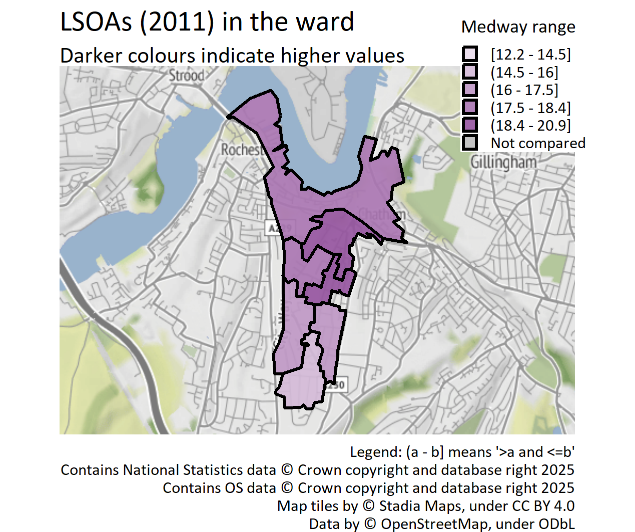 LSOAs (2011) in the ward
Darker colours indicate higher values
Medway range
[12.2 - 14.5]
(14.5 - 16]
(16 - 17.5]
(17.5 - 18.4]
(18.4 - 20.9]
Not compared
Strood
Rochest
Gillingham
Chatham
Legend: (a - b] means '>a and <=b'
Contains National Statistics data © Crown copyright and database right 2025
Contains OS data © Crown copyright and database right 2025
Map tiles by © Stadia Maps, under CC BY 4.0
Data by © OpenStreetMap, under ODbL